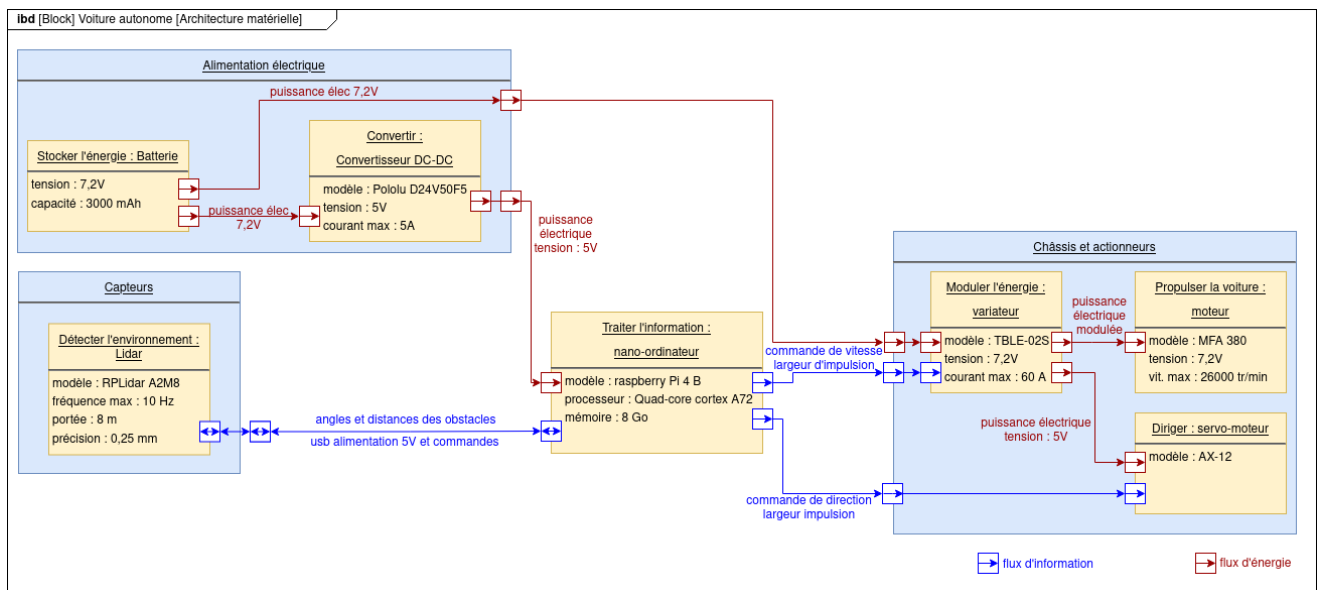 ibd [Block] Voiture autonome [Architecture matérielle]
Alimentation électrique
puissance élec 7,2V
Stocker l'énergie : Batterie
tension : 7,2V
capacité : 3000 mAh
puissance élec
7,2V
Convertir :
Convertisseur DC-DC
modèle : Pololu D24V50F5
tension : 5V
courant max : 5A
puissance
électrique
tension : 5V
Capteurs
Détecter l'environnement :
Lidar
modèle : RPLidar A2M8
fréquence max : 10 Hz
portée : 8 m
précision : 0,25 mm
angles et distances des obstacles
usb alimentation 5V et commandes
Traiter l'information :
nano-ordinateur
modèle : raspberry Pi 4 B
processeur : Quad-core cortex A72
mémoire : 8 Go
commande de vitesse
largeur d'impulsion
commande de direction
largeur impulsion
Châssis et actionneurs
Moduler l'énergie :
variateur
modèle : TBLE-02S
tension : 7,2V
courant max : 60 A
puissance
électrique
modulée
Propulser la voiture :
moteur
modèle : MFA 380
tension : 7,2V
vit. max : 26000 tr/min
puissance électrique
tension : 5V
Diriger : servo-moteur
modèle : AX-12
flux d'information
flux d'énergie